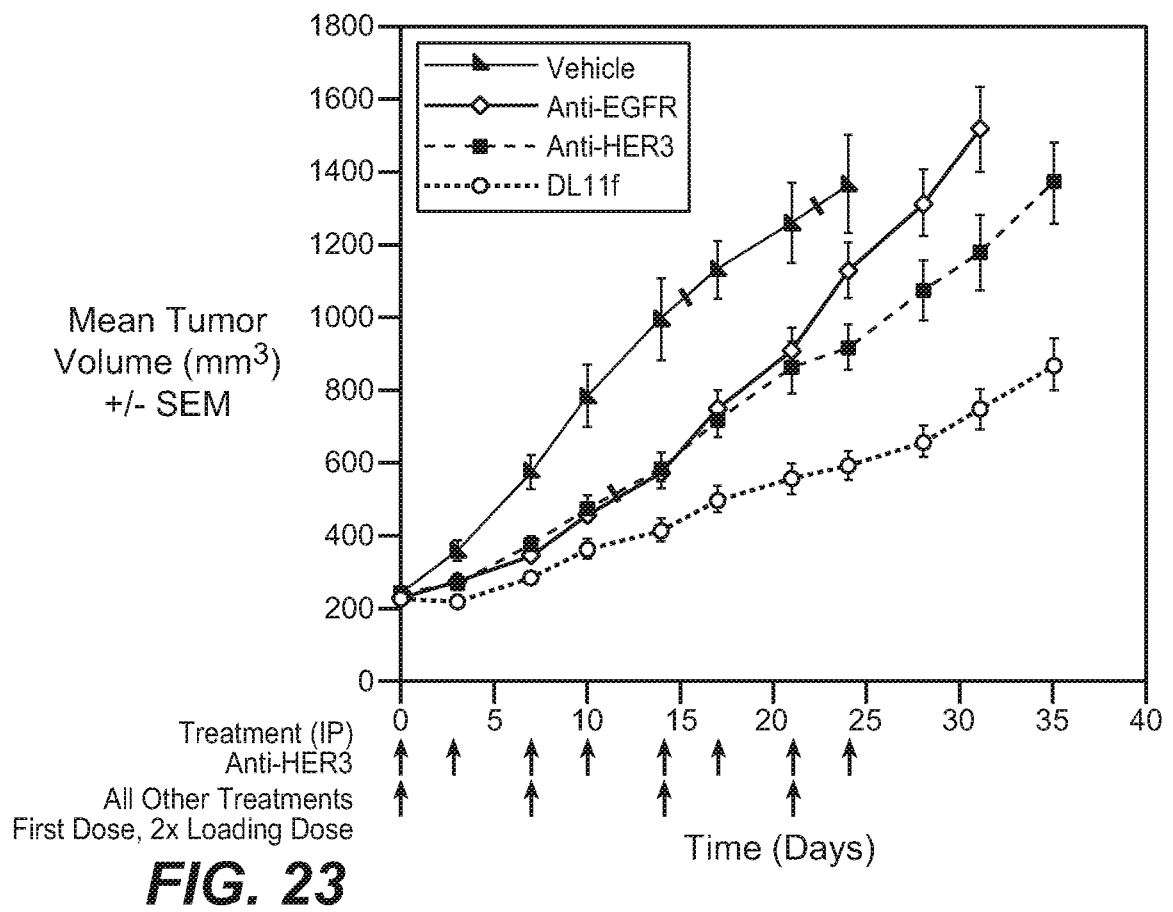 1800
1600
1400
1200
1000
800
600
400
200
0
Vehicle
Anti-EGFR
Anti-HER3
DL11f
Mean Tumor
Volume (mm³)
+/- SEM
0 5 10 15 20 25 30 35 40
Treatment (IP)
Anti-HER3
All Other Treatments
First Dose, 2x Loading Dose
Time (Days)
FIG. 23